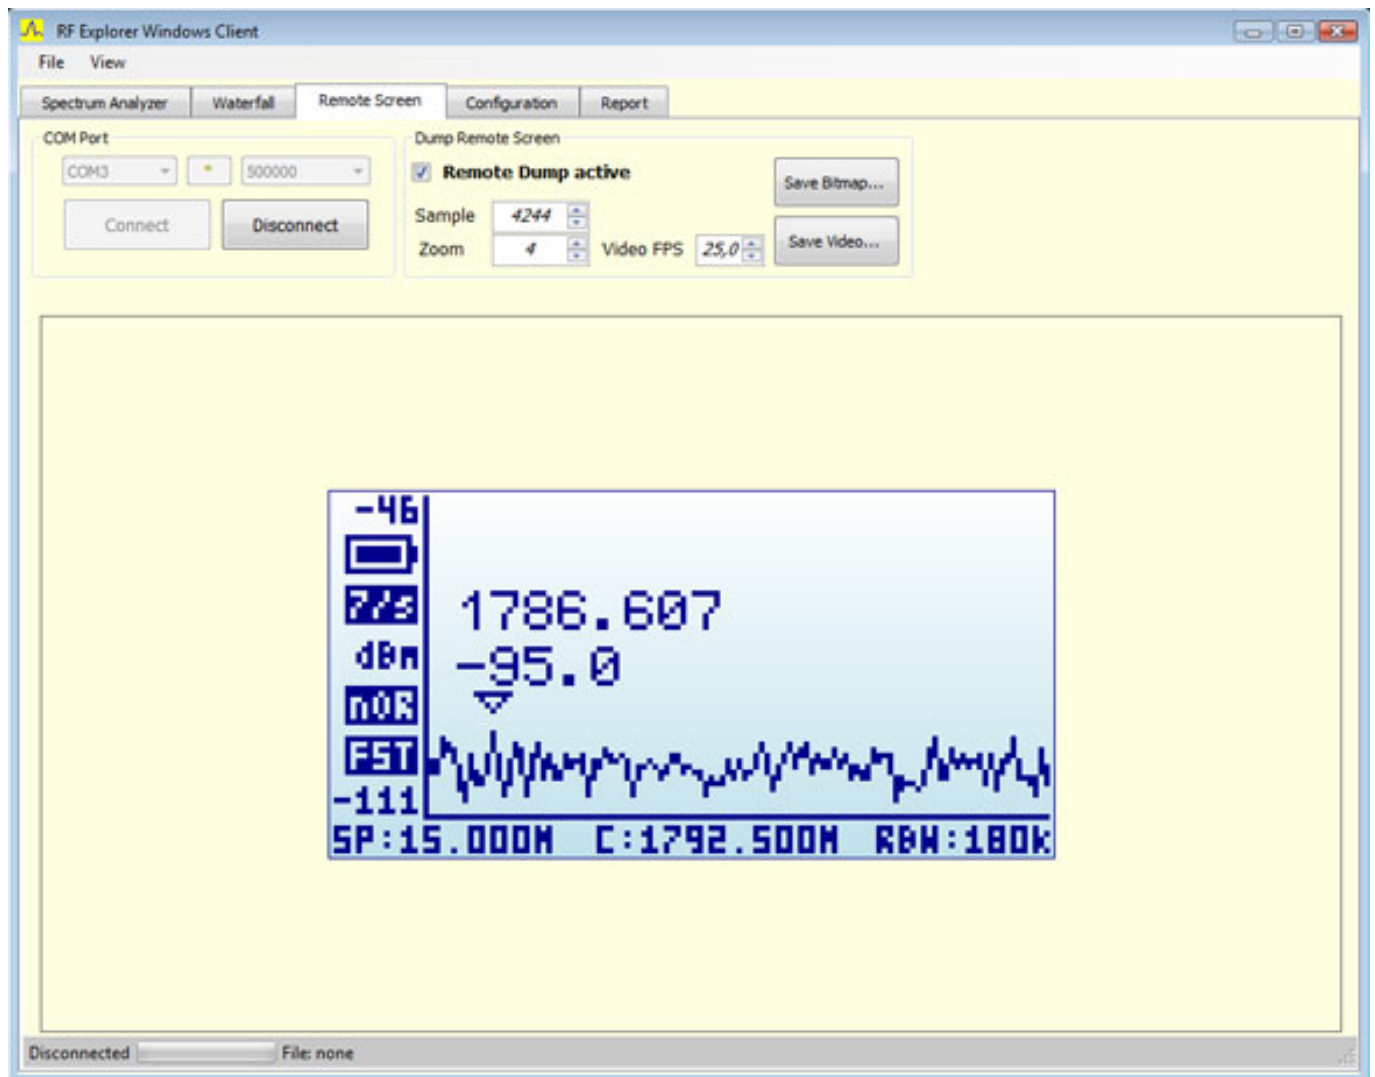 RF Explorer Windows Client
File View
Spectrum Analyzer Waterfall Remote Screen Configuration Report
COM Port
COM3 * 500000
Connect Disconnect
Dump Remote Screen
Remote Dump active
Sample 4244
Zoom 4 Video FPS 25,0
Save Bitmap...
Save Video...
-46
7/s
1786.607
dBm
-95.0
nOR
FST
-111
SP:15.000M C:1792.500M RBW:180k
Disconnected File: none